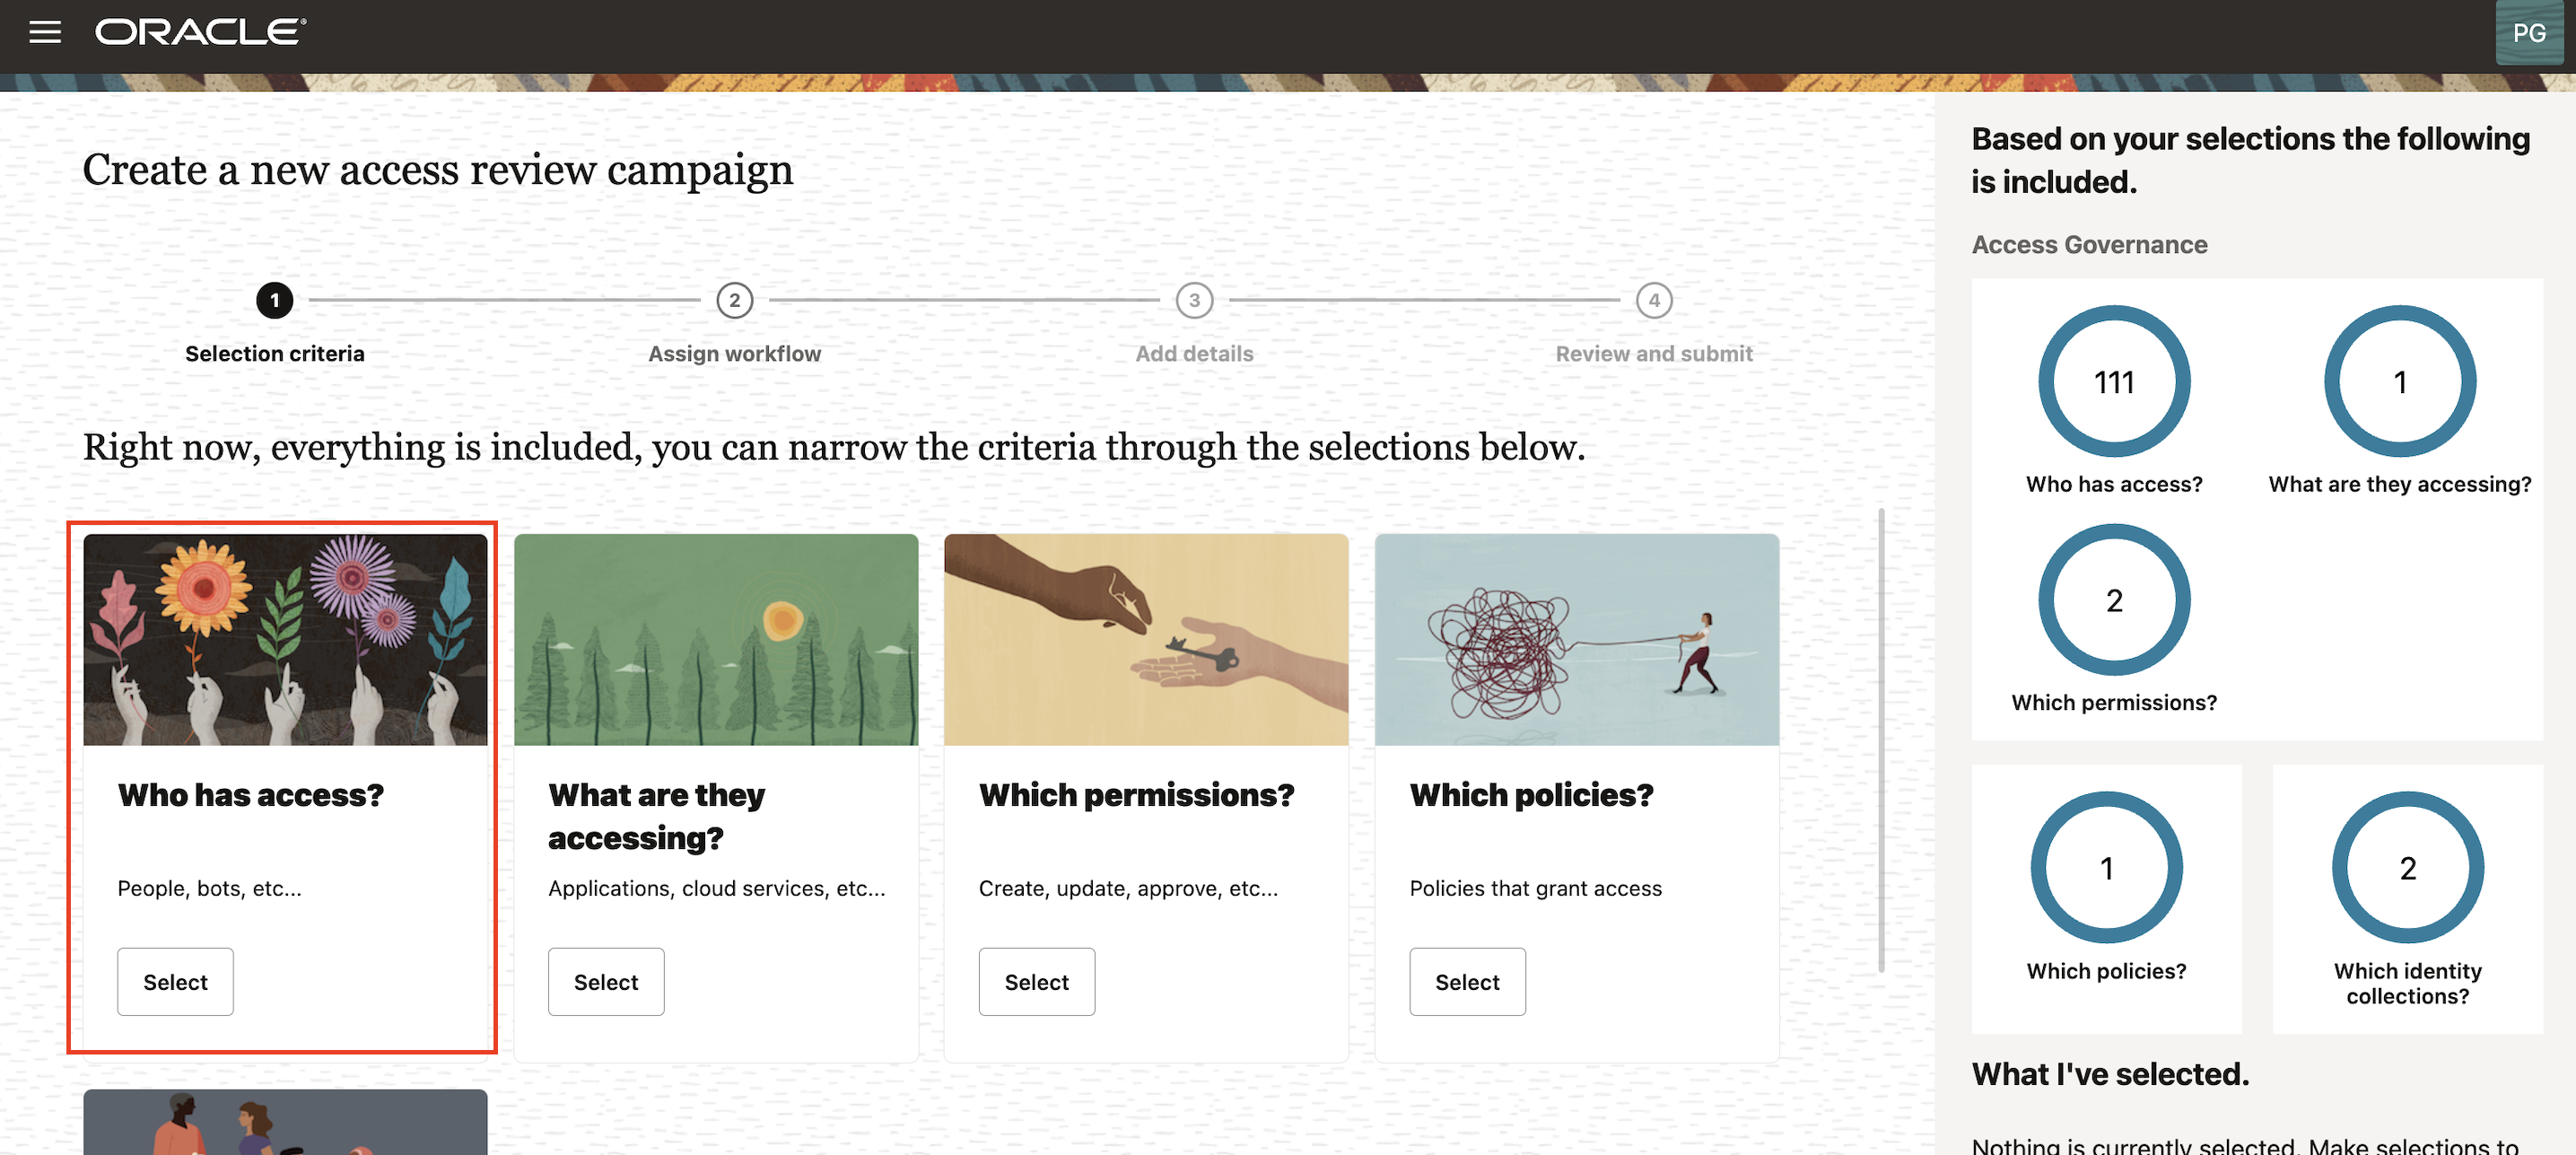 ORACLE
PG
Create a new access review campaign
1
2
3
4
Selection criteria
Assign workflow
Add details
Review and submit
Right now, everything is included, you can narrow the criteria through the selections below.
Who has access?
People, bots, etc...
Select
What are they
accessing?
Applications, cloud services, etc...
Select
Which permissions?
Create, update, approve, etc...
Select
Which policies?
Policies that grant access
Select
Based on your selections the following
is included.
Access Governance
111
Who has access?
1
What are they accessing?
2
Which permissions?
1
Which policies?
2
Which identity
collections?
What I've selected.
Nothing is currently selected. Make selections to